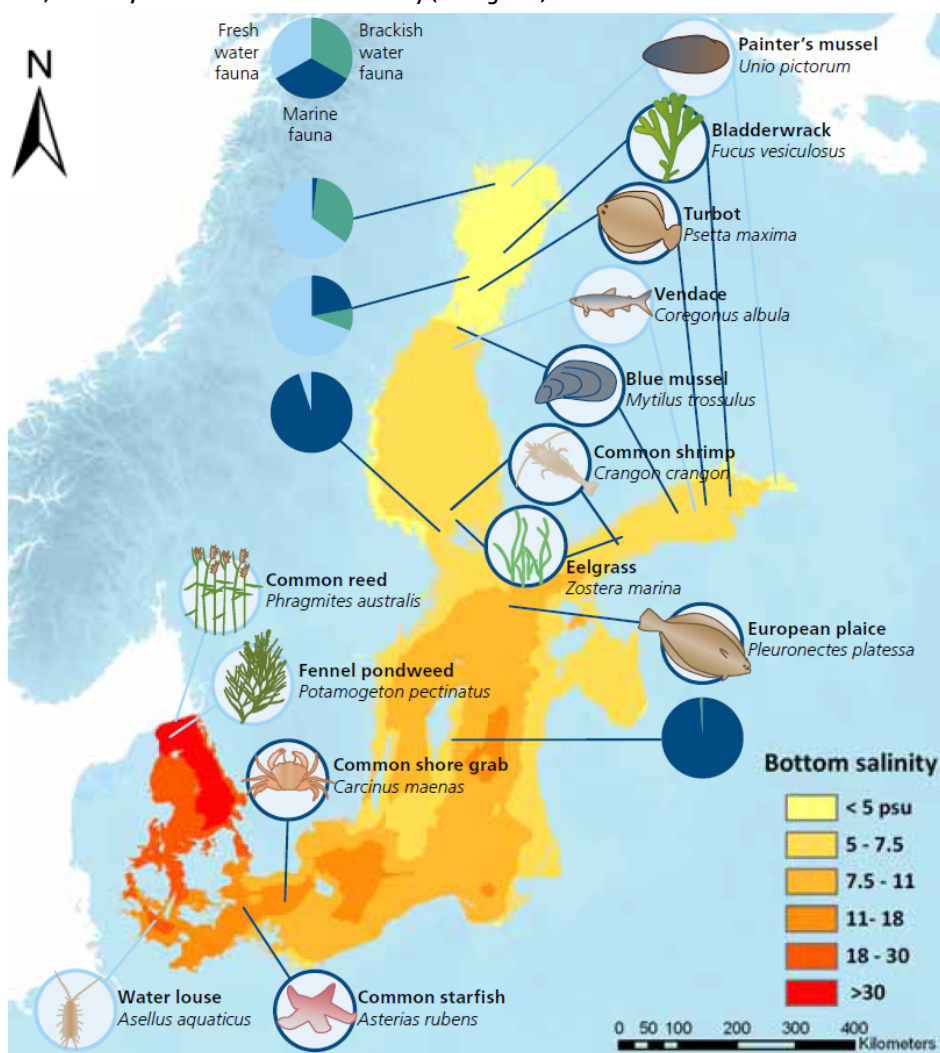 Fresh
water
fauna
Brackish
water
fauna
Marine
fauna
N
Painter's mussel
Unio pictorum
Bladderwrack
Fucus vesiculosus
Turbot
Psetta maxima
Vendace
Coregonus albula
Blue mussel
Mytilus trossulus
Common shrimp
Crangon crangon
Eelgrass
Zostera marina
Common reed
Phragmites australis
European plaice
Pleuronectes platessa
Fennel pondweed
Potamogeton pectinatus
Common shore grab
Carcinus maenas
Bottom salinity
< 5 psu
5 - 7.5
7.5 - 11
11- 18
18 - 30
>30
Water louse
Asellus aquaticus
Common starfish
Asterias rubens
0 50 100 200 300 400
Kilometers